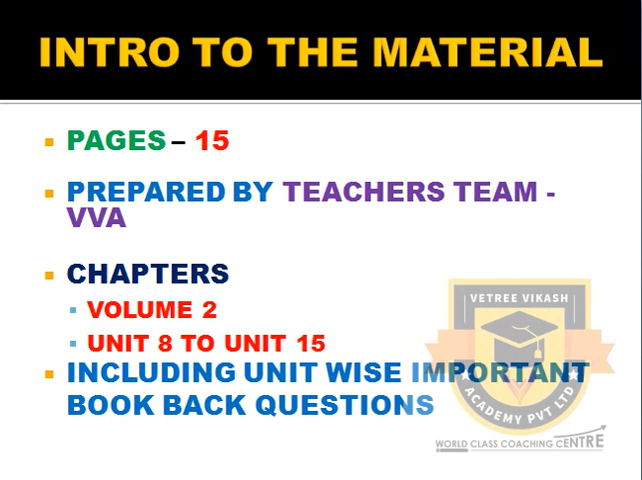 INTRO TO THE MATERIAL
PAGES – 15
PREPARED BY TEACHERS TEAM -
VVA
CHAPTERS
VOLUME 2
UNIT 8 TO UNIT 15
INCLUDING UNIT WISE IMPORTANT
BOOK BACK QUESTIONS
VETREE VIKASH
ACADEMY PVT LTD
WORLD CLASS COACHING CENTRE